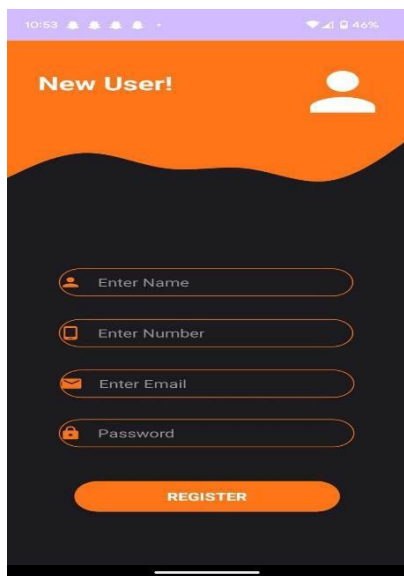 10:53 46%
New User!
Enter Name
Enter Number
Enter Email
Password
REGISTER